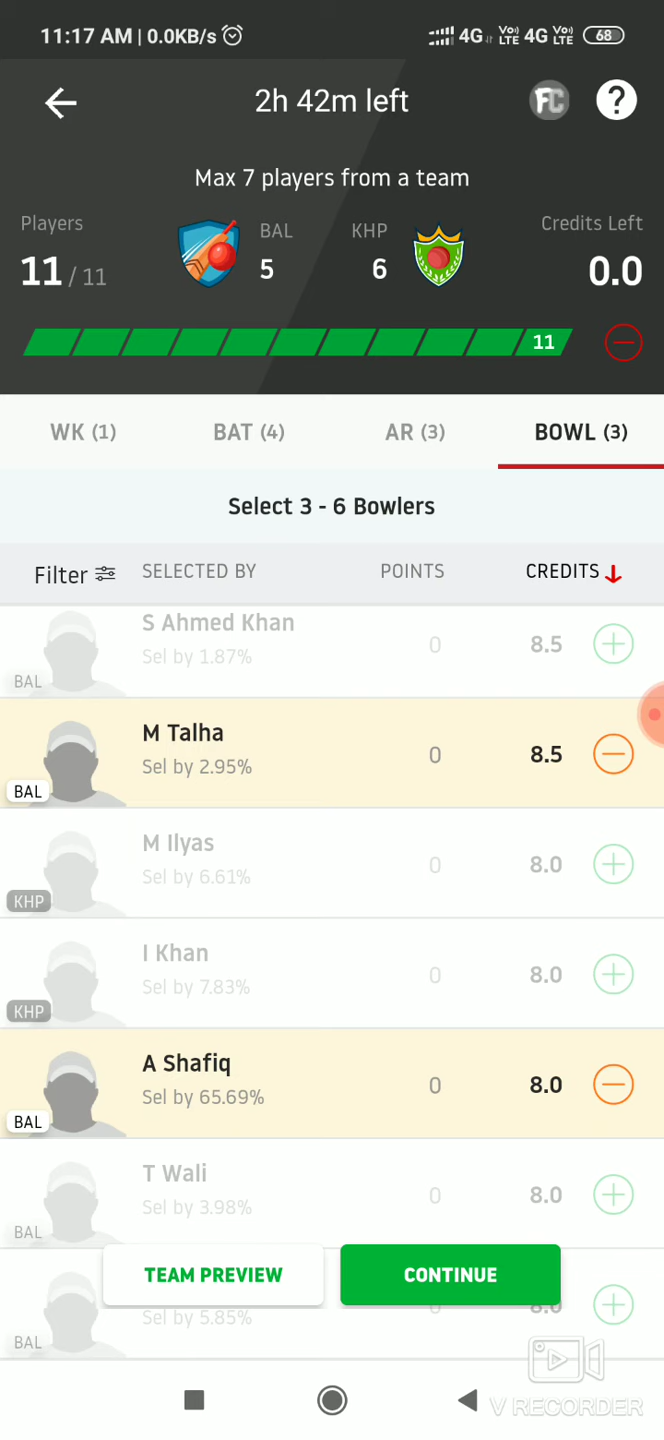 11:17 AM | 0.0KB/s 4G VoLTE 4G VoLTE 68
2h 42m left FC ?
Max 7 players from a team
Players BAL KHP Credits Left
11 / 11 5 6 0.0
11
WK (1) BAT (4) AR (3) BOWL (3)
Select 3 - 6 Bowlers
Filter SELECTED BY POINTS CREDITS
S Ahmed Khan
Sel by 1.87% 0 8.5
BAL
M Talha
Sel by 2.95% 0 8.5
BAL
M Ilyas
Sel by 6.61% 0 8.0
KHP
I Khan
Sel by 7.83% 0 8.0
KHP
A Shafiq
Sel by 65.69% 0 8.0
BAL
T Wali
Sel by 3.98% 0 8.0
BAL
TEAM PREVIEW CONTINUE
Sel by 5.85% 0 8.0
BAL
V RECORDER